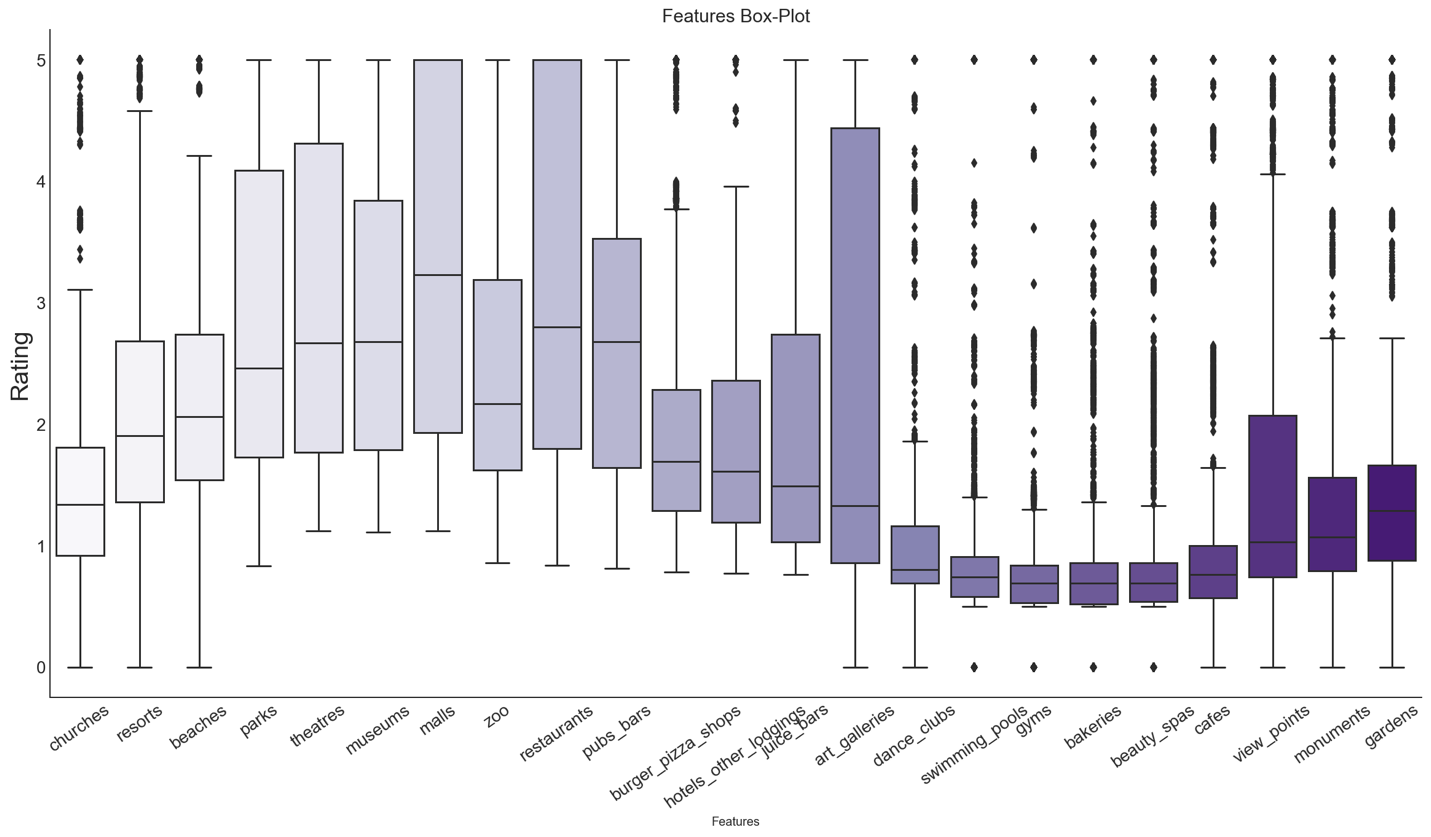 Features Box-Plot
Rating
5
4
3
2
1
0
churches
resorts
beaches
parks
theatres
museums
malls
zoo
restaurants
pubs_bars
burger_pizza_shops
hotels_other_lodgings
juice_bars
art_galleries
dance_clubs
swimming_pools
gyms
bakeries
beauty_spas
cafes
view_points
monuments
gardens
Features